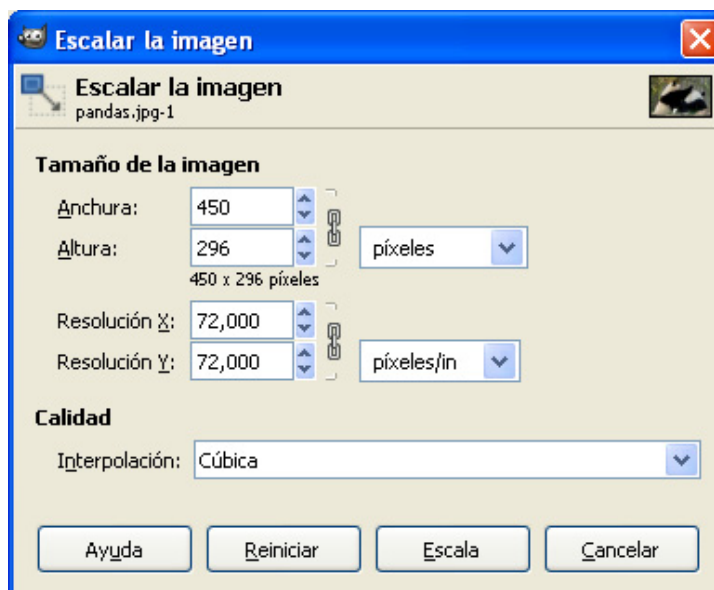 Escalar la imagen
Escalar la imagen
pandas.jpg-1
Tamaño de la imagen
Anchura: 450
Altura: 296 píxeles
450 x 296 píxeles
Resolución X: 72,000
Resolución Y: 72,000 píxeles/in
Calidad
Interpolación: Cúbica
Ayuda Reiniciar Escala Cancelar